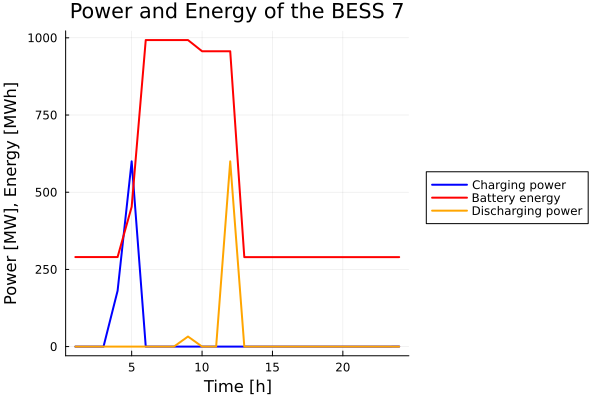 Power and Energy of the BESS 7
Power [MW], Energy [MWh]
1000
750
500
250
0
5
10
15
20
Time [h]
Charging power
Battery energy
Discharging power